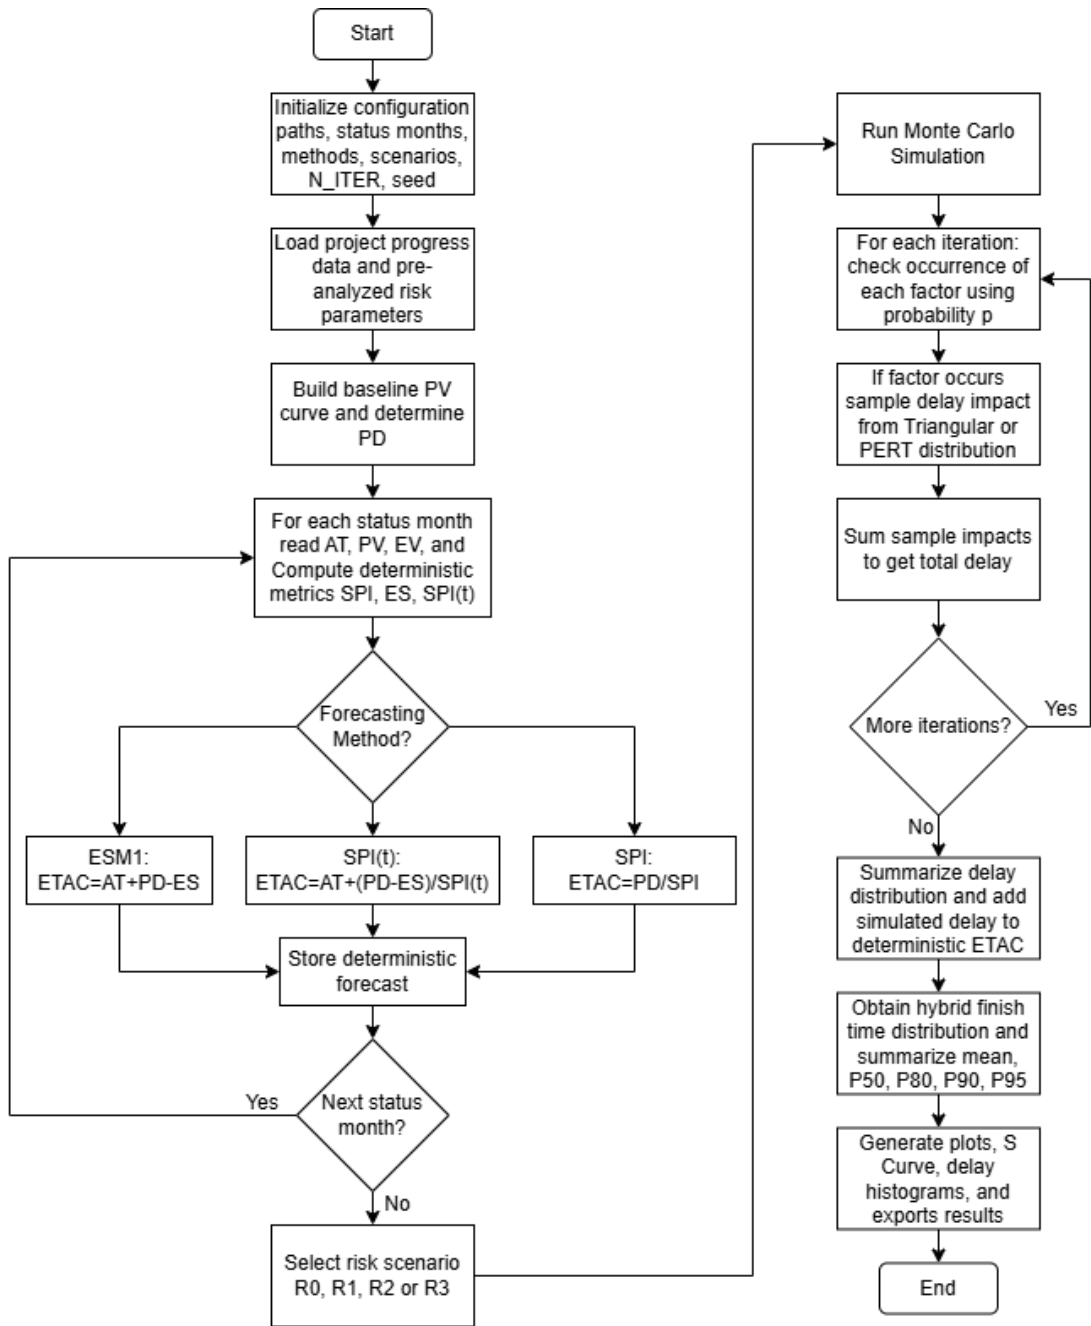 Start
Initialize configuration
paths, status months,
methods, scenarios,
N_ITER, seed
Load project progress
data and pre-
analyzed risk
parameters
Build baseline PV
curve and determine
PD
For each status month
read AT, PV, EV, and
Compute deterministic
metrics SPI, ES, SPI(t)
Forecasting
Method?
ESM1:
ETAC=AT+PD-ES
SPI(t):
ETAC=AT+(PD-ES)/SPI(t)
SPI:
ETAC=PD/SPI
Store deterministic
forecast
Next status
month?
Yes
No
Select risk scenario
R0, R1, R2 or R3
Run Monte Carlo
Simulation
For each iteration:
check occurrence of
each factor using
probability p
If factor occurs
sample delay impact
from Triangular or
PERT distribution
Sum sample impacts
to get total delay
More iterations?
Yes
No
Summarize delay
distribution and add
simulated delay to
deterministic ETAC
Obtain hybrid finish
time distribution and
summarize mean,
P50, P80, P90, P95
Generate plots, S
Curve, delay
histograms, and
exports results
End